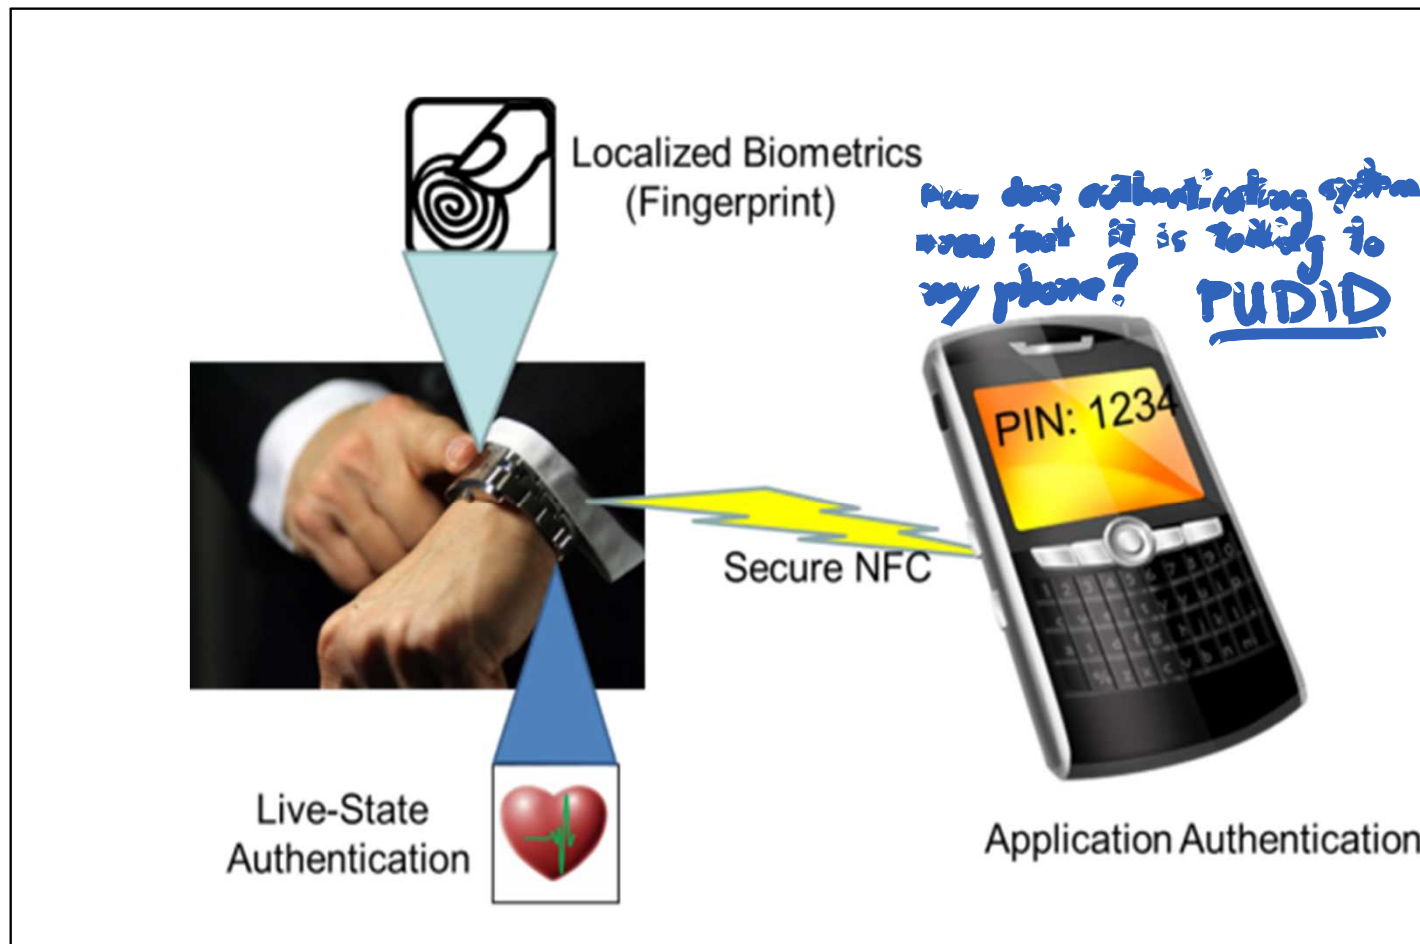 Localized Biometrics
(Fingerprint)
How does authenticating system
know that it is talking to
my phone? PUDID
PIN: 1234
Secure NFC
Live-State
Authentication
Application Authentication